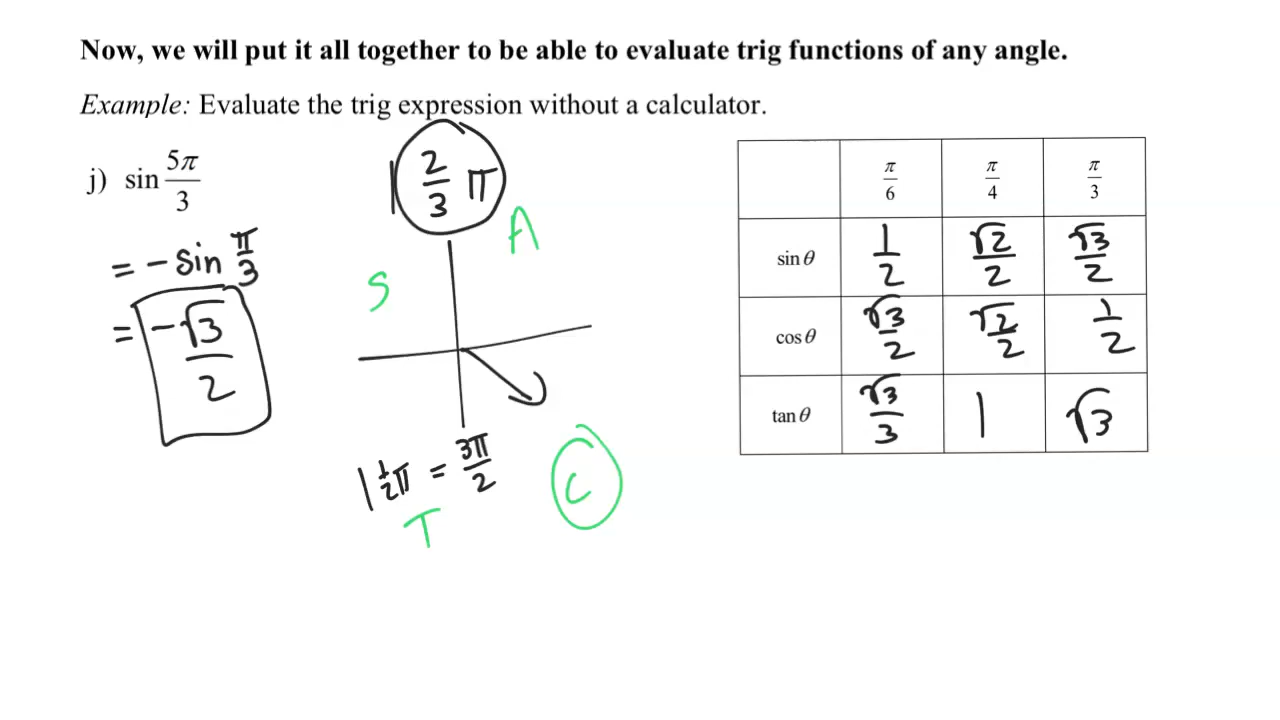 Now, we will put it all together to be able to evaluate trig functions of any angle.
Example: Evaluate the trig expression without a calculator.
j) sin 5π/3
= -sin π/3
= -√3/2
1 2/3 π
S A
1 1/2 π = 3π/2
T C
π/6 π/4 π/3
sin θ 1/2 √2/2 √3/2
cos θ √3/2 √2/2 1/2
tan θ √3/3 1 √3